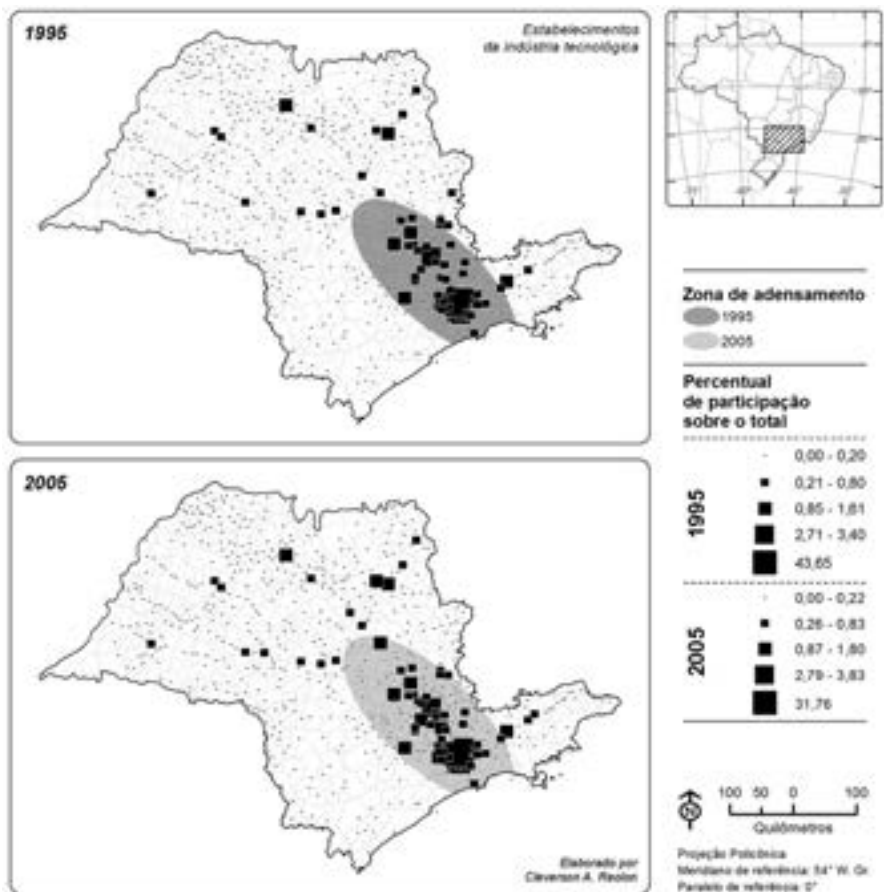 1995
Estabelecimentos
da indústria tecnológica
Zona de adensamento
1995
2005
Percentual
de participação
sobre o total
1995
0,00 - 0,20
0,21 - 0,80
0,85 - 1,61
2,71 - 3,40
43,65
2005
0,00 - 0,22
0,26 - 0,83
0,87 - 1,80
2,79 - 3,83
31,76
2005
Elaborado por
Cleverson A. Reolon
N
100 50 0 100
Quilômetros
Projeção Policônica
Meridiano de referência: 54° W. Gr.
Paralelo de referência: 0°